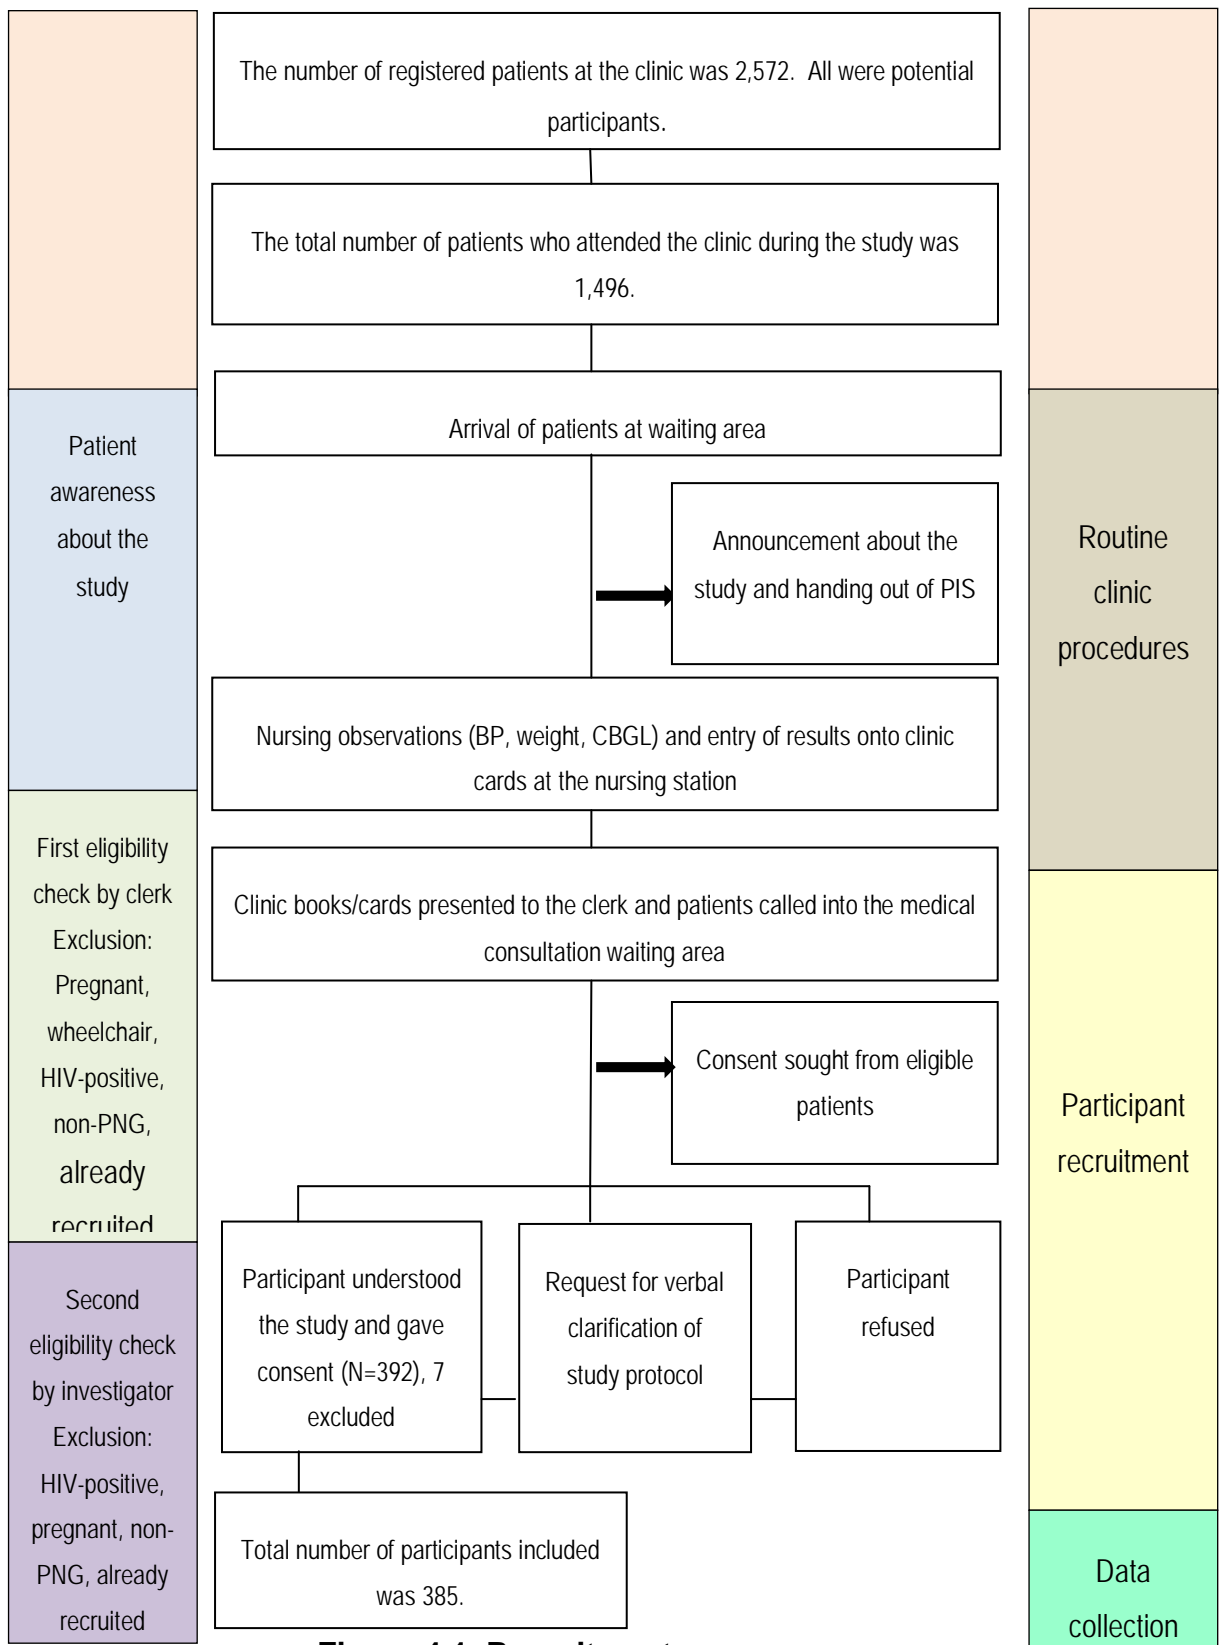 The number of registered patients at the clinic was 2,572. All were potential
participants.
The total number of patients who attended the clinic during the study was
1,496.
Arrival of patients at waiting area
Patient
awareness
about the
study
Announcement about the
study and handing out of PIS
Routine
clinic
procedures
Nursing observations (BP, weight, CBGL) and entry of results onto clinic
cards at the nursing station
First eligibility
check by clerk
Exclusion:
Pregnant,
wheelchair,
HIV-positive,
non-PNG,
already
recruited
Clinic books/cards presented to the clerk and patients called into the medical
consultation waiting area
Consent sought from eligible
patients
Participant
recruitment
Participant understood
the study and gave
consent (N=392), 7
excluded
Request for verbal
clarification of
study protocol
Participant
refused
Second
eligibility check
by investigator
Exclusion:
HIV-positive,
pregnant, non-
PNG, already
recruited
Total number of participants included
was 385.
Data
collection